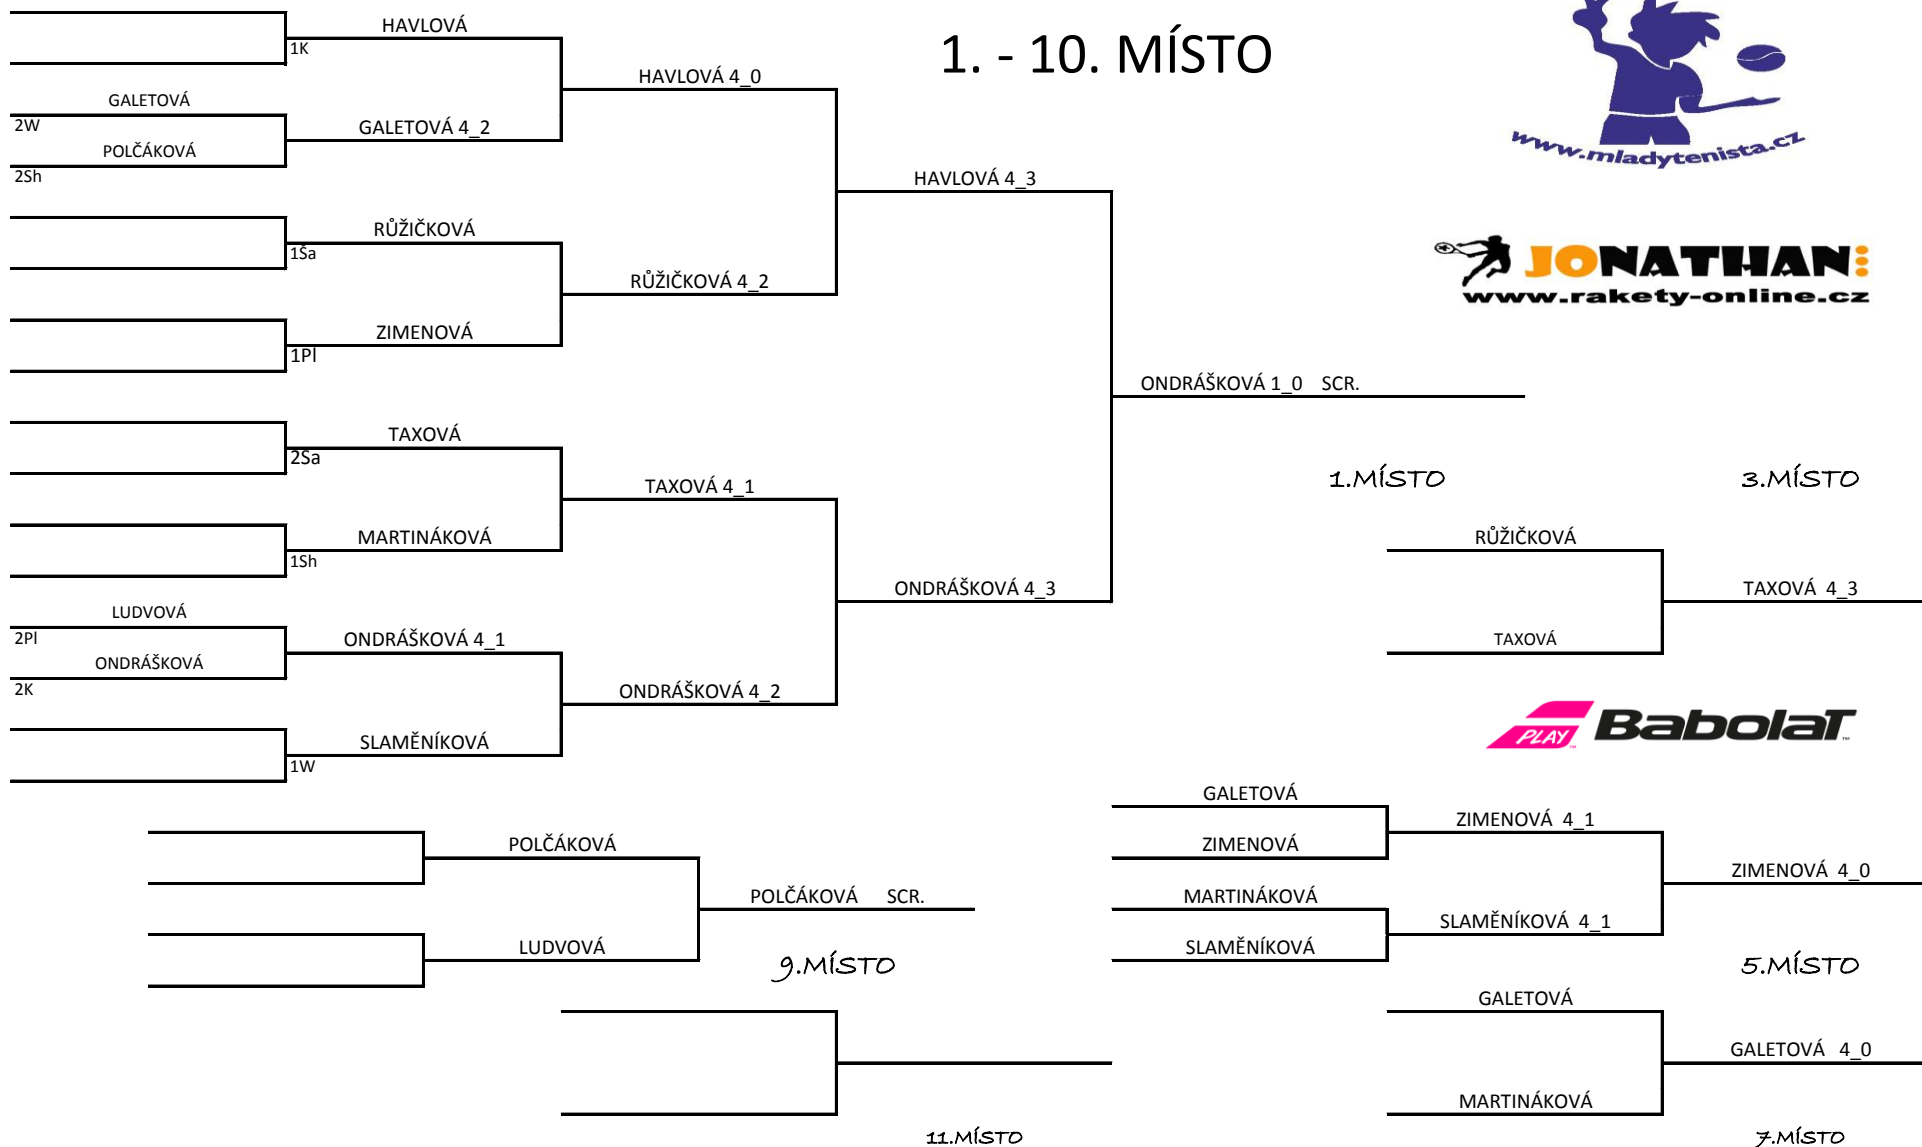 HAVLOVÁ
1K
1. - 10. MÍSTO
HAVLOVÁ 4_0
GALETOVÁ
2W
GALETOVÁ 4_2
POLČÁKOVÁ
2Sh
www.mladytenista.cz
HAVLOVÁ 4_3
RŮŽIČKOVÁ
1Sa
JONATHAN:
www.rakety-online.cz
RŮŽIČKOVÁ 4_2
ZIMENOVÁ
1Pl
ONDRÁŠKOVÁ 1_0 SCR.
TAXOVÁ
2Sa
1.MÍSTO
3.MÍSTO
TAXOVÁ 4_1
MARTINÁKOVÁ
1Sh
RŮŽIČKOVÁ
ONDRÁŠKOVÁ 4_3
TAXOVÁ 4_3
LUDVOVÁ
2Pl
ONDRÁŠKOVÁ 4_1
TAXOVÁ
ONDRÁŠKOVÁ
2K
ONDRÁŠKOVÁ 4_2
PLAY BabolaT
SLAMĚNÍKOVÁ
1W
GALETOVÁ
ZIMENOVÁ 4_1
POLČÁKOVÁ
ZIMENOVÁ
ZIMENOVÁ 4_0
POLČÁKOVÁ SCR.
MARTINÁKOVÁ
SLAMĚNÍKOVÁ 4_1
LUDVOVÁ
SLAMĚNÍKOVÁ
9.MÍSTO
5.MÍSTO
GALETOVÁ
GALETOVÁ 4_0
MARTINÁKOVÁ
11.MÍSTO
7.MÍSTO